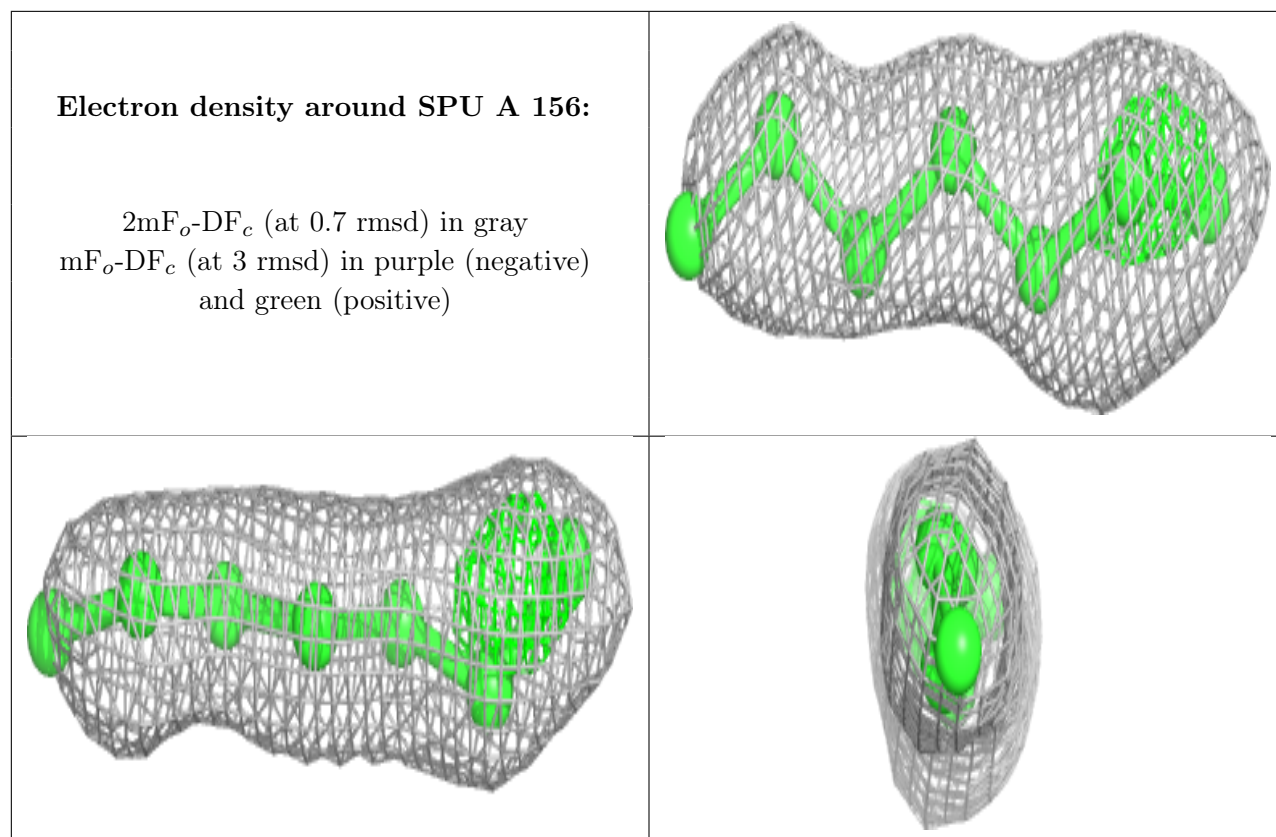 Electron density around SPU A 156:
2mFo-DFc (at 0.7 rmsd) in gray
mFo-DFc (at 3 rmsd) in purple (negative)
and green (positive)